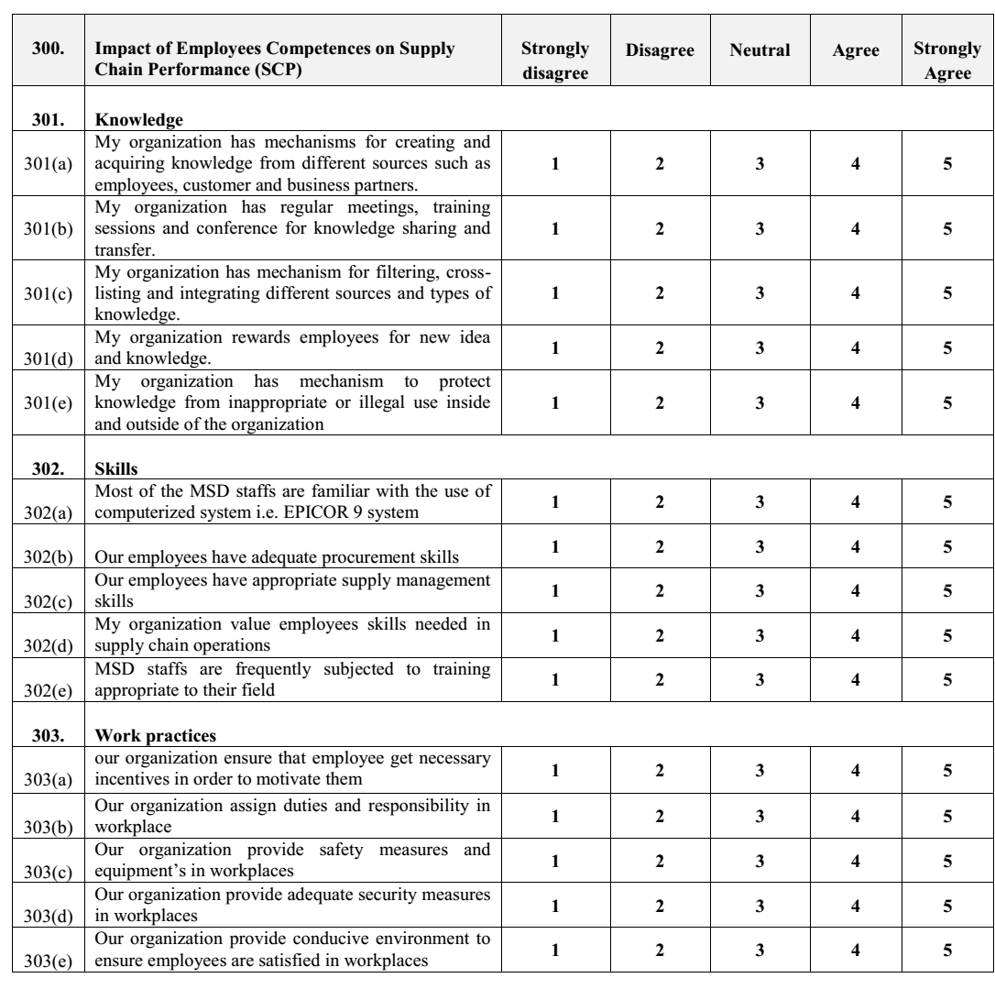 300. Impact of Employees Competences on Supply Chain Performance (SCP) Strongly disagree Disagree Neutral Agree Strongly Agree
301. Knowledge
301(a) My organization has mechanisms for creating and
acquiring knowledge from different sources such as
employees, customer and business partners. 1 2 3 4 5
301(b) My organization has regular meetings, training
sessions and conference for knowledge sharing and
transfer. 1 2 3 4 5
301(c) My organization has mechanism for filtering, cross-
listing and integrating different sources and types of
knowledge. 1 2 3 4 5
301(d) My organization rewards employees for new idea
and knowledge. 1 2 3 4 5
301(e) My organization has mechanism to protect
knowledge from inappropriate or illegal use inside
and outside of the organization 1 2 3 4 5
302. Skills
302(a) Most of the MSD staffs are familiar with the use of
computerized system i.e. EPICOR 9 system 1 2 3 4 5
302(b) Our employees have adequate procurement skills 1 2 3 4 5
302(c) Our employees have appropriate supply management
skills 1 2 3 4 5
302(d) My organization value employees skills needed in
supply chain operations 1 2 3 4 5
302(e) MSD staffs are frequently subjected to training
appropriate to their field 1 2 3 4 5
303. Work practices
303(a) our organization ensure that employee get necessary
incentives in order to motivate them 1 2 3 4 5
303(b) Our organization assign duties and responsibility in
workplace 1 2 3 4 5
303(c) Our organization provide safety measures and
equipment’s in workplaces 1 2 3 4 5
303(d) Our organization provide adequate security measures
in workplaces 1 2 3 4 5
303(e) Our organization provide conducive environment to
ensure employees are satisfied in workplaces 1 2 3 4 5